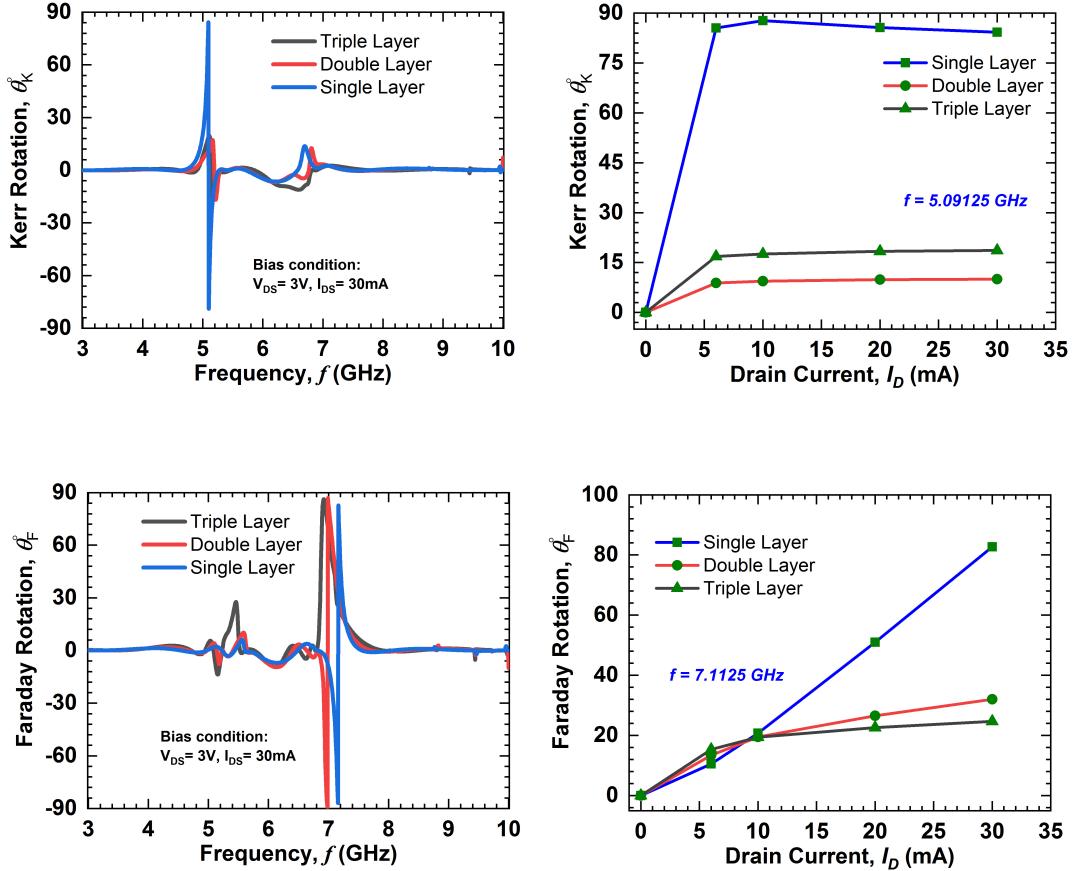 90
60
30
0
-30
-60
-90
Kerr Rotation, θ°K
Triple Layer
Double Layer
Single Layer
Bias condition:
VDS= 3V, IDS= 30mA
3 4 5 6 7 8 9 10
Frequency, f (GHz)
90
75
60
45
30
15
0
Kerr Rotation, θ°K
Single Layer
Double Layer
Triple Layer
f = 5.09125 GHz
0 5 10 15 20 25 30 35
Drain Current, ID (mA)
90
60
30
0
-30
-60
-90
Faraday Rotation, θ°F
Triple Layer
Double Layer
Single Layer
Bias condition:
VDS= 3V, IDS= 30mA
3 4 5 6 7 8 9 10
Frequency, f (GHz)
100
80
60
40
20
0
Faraday Rotation, θ°F
Single Layer
Double Layer
Triple Layer
f = 7.1125 GHz
0 5 10 15 20 25 30 35
Drain Current, ID (mA)